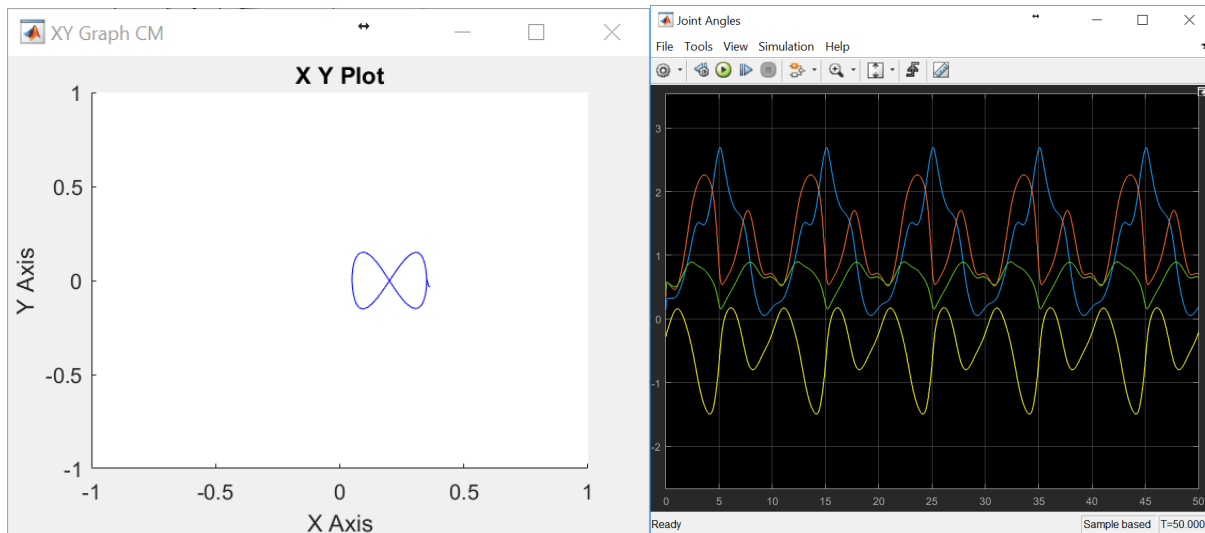 XY Graph CM
X Y Plot
1
0.5
0
-0.5
-1
Y Axis
-1 -0.5 0 0.5 1
X Axis
Joint Angles
File Tools View Simulation Help
3
2
1
0
-1
-2
0 5 10 15 20 25 30 35 40 45 50
Ready Sample based T=50.000